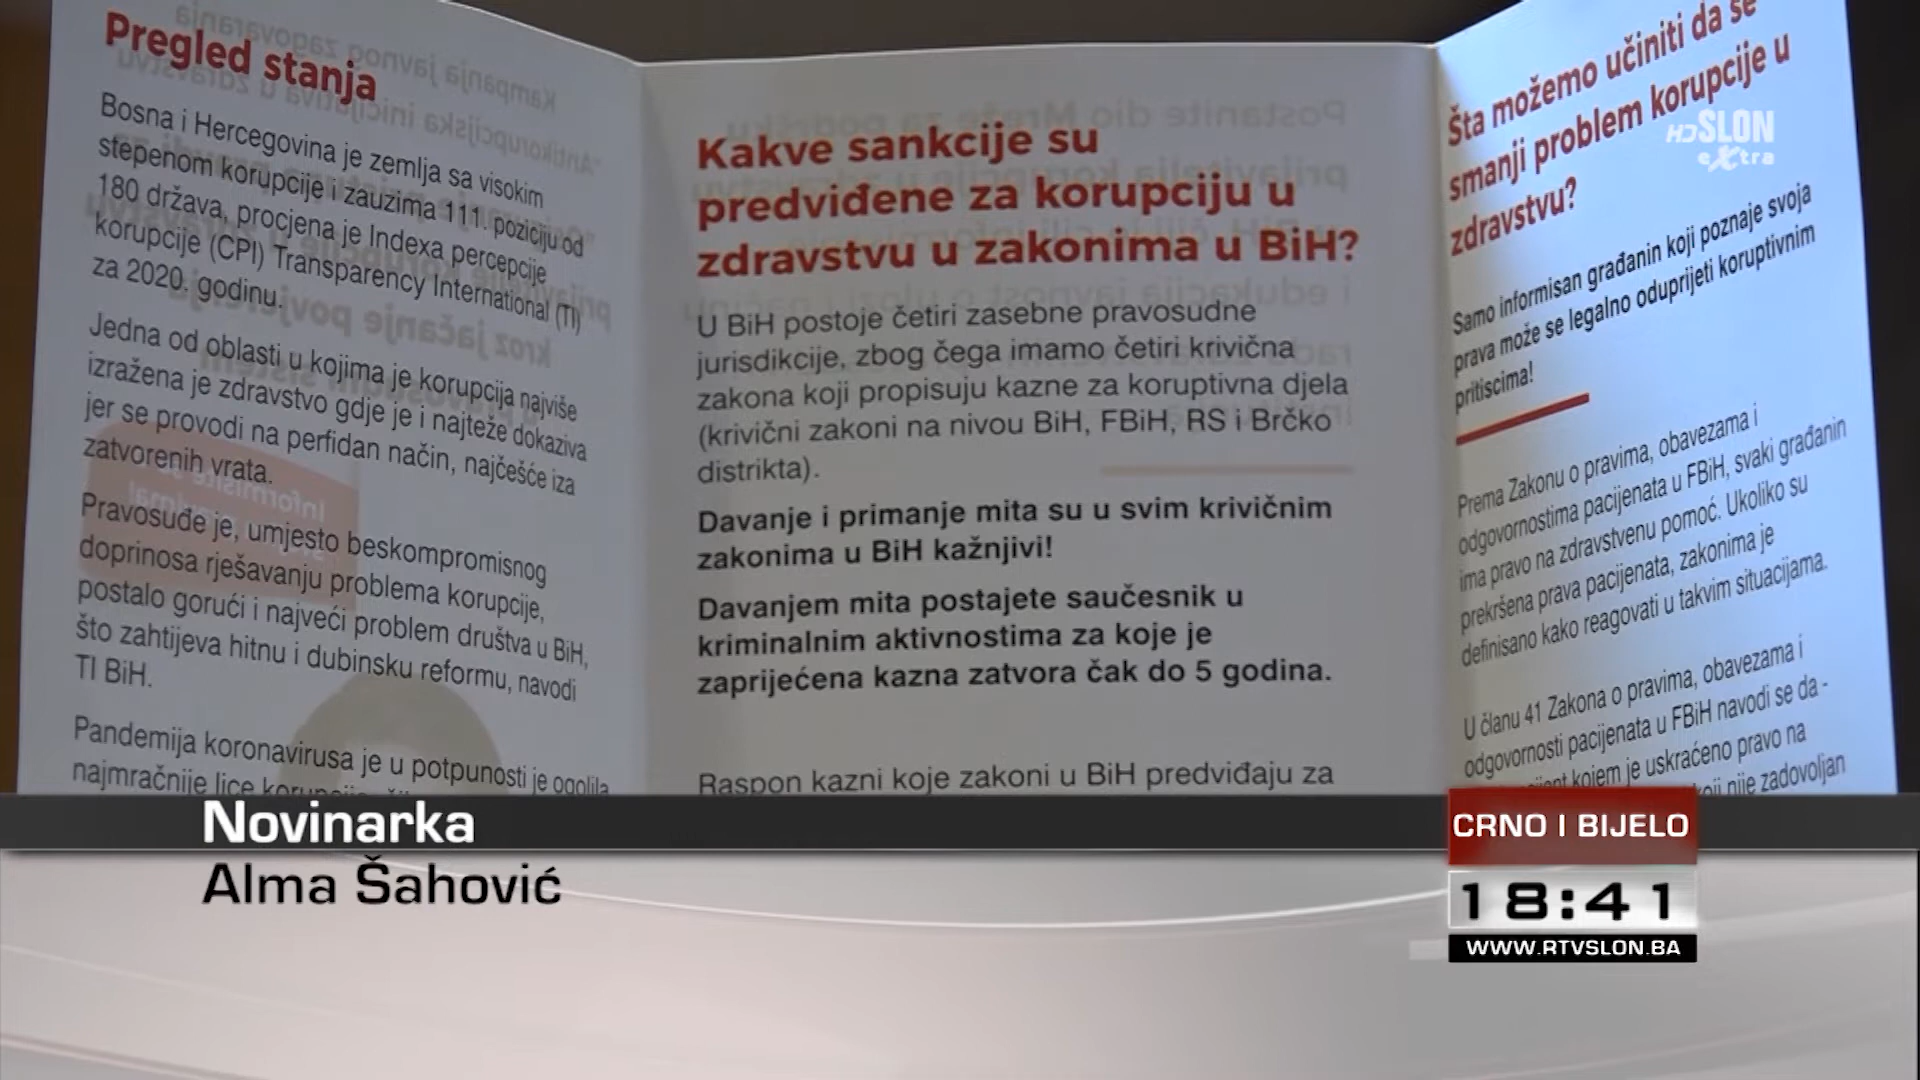 Pregled stanja
Bosna i Hercegovina je zemlja sa visokim
stepenom korupcije i zauzima 111. poziciju od
180 država, procjena je Indexa percepcije
korupcije (CPI) Transparency International (TI)
za 2020. godinu.
Jedna od oblasti u kojima je korupcija najviše
izražena je zdravstvo gdje je i najteže dokaziva
jer se provodi na perfidan način, najčešće iza
zatvorenih vrata.
Pravosuđe je, umjesto beskompromisnog
doprinosa rješavanju problema korupcije,
postalo gorući i najveći problem društva u BiH,
što zahtijeva hitnu i dubinsku reformu, navodi
TI BiH.
Pandemija koronavirusa je u potpunosti je ogolila
najmračnije lice
Kakve sankcije su
predviđene za korupciju u
zdravstvu u zakonima u BiH?
U BiH postoje četiri zasebne pravosudne
jurisdikcije, zbog čega imamo četiri krivična
zakona koji propisuju kazne za koruptivna djela
(krivični zakoni na nivou BiH, FBiH, RS i Brčko
distrikta).
Davanje i primanje mita su u svim krivičnim
zakonima u BiH kažnjivi!
Davanjem mita postajete saučesnik u
kriminalnim aktivnostima za koje je
zaprijećena kazna zatvora čak do 5 godina.
Raspon kazni koje zakoni u BiH predviđaju za
Šta možemo učiniti da se
smanji problem korupcije u
zdravstvu?
Samo informisan građanin koji poznaje svoja
prava može se legalno oduprijeti koruptivnim
pritiscima!
Prema Zakonu o pravima, obavezama i
odgovornostima pacijenata u FBiH, svaki građanin
ima pravo na zdravstvenu pomoć. Ukoliko su
prekršena prava pacijenata, zakonima je
definisano kako reagovati u takvim situacijama.
U članu 41 Zakona o pravima, obavezama i
odgovornosti pacijenata u FBiH navodi se da -
kojem je uskraćeno pravo na
koji nije zadovoljan
HD SLON
extra
Novinarka
Alma Šahović
CRNO I BIJELO
18:41
WWW.RTVSLON.BA